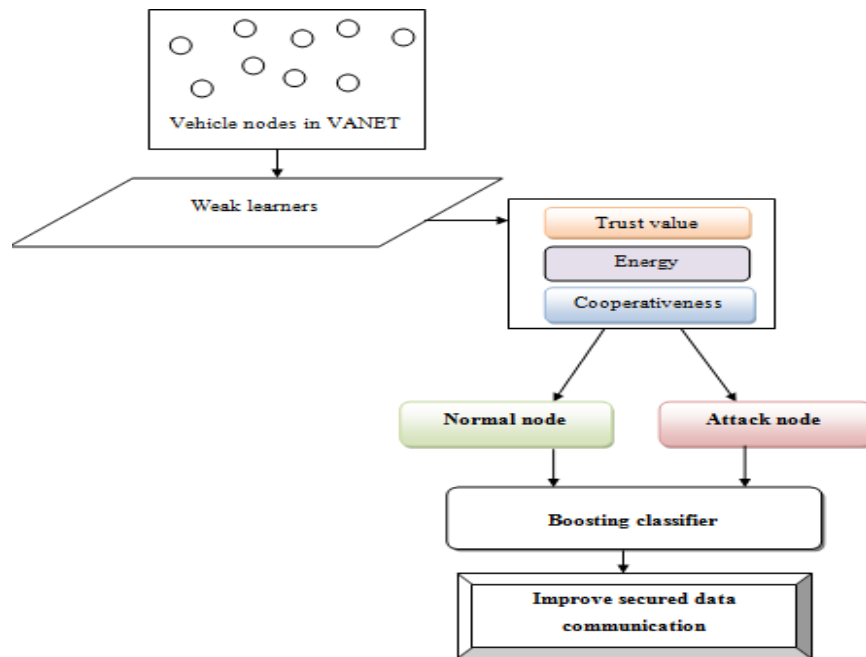 Vehicle nodes in VANET
Weak learners
Trust value
Energy
Cooperativeness
Normal node
Attack node
Boosting classifier
Improve secured data
communication